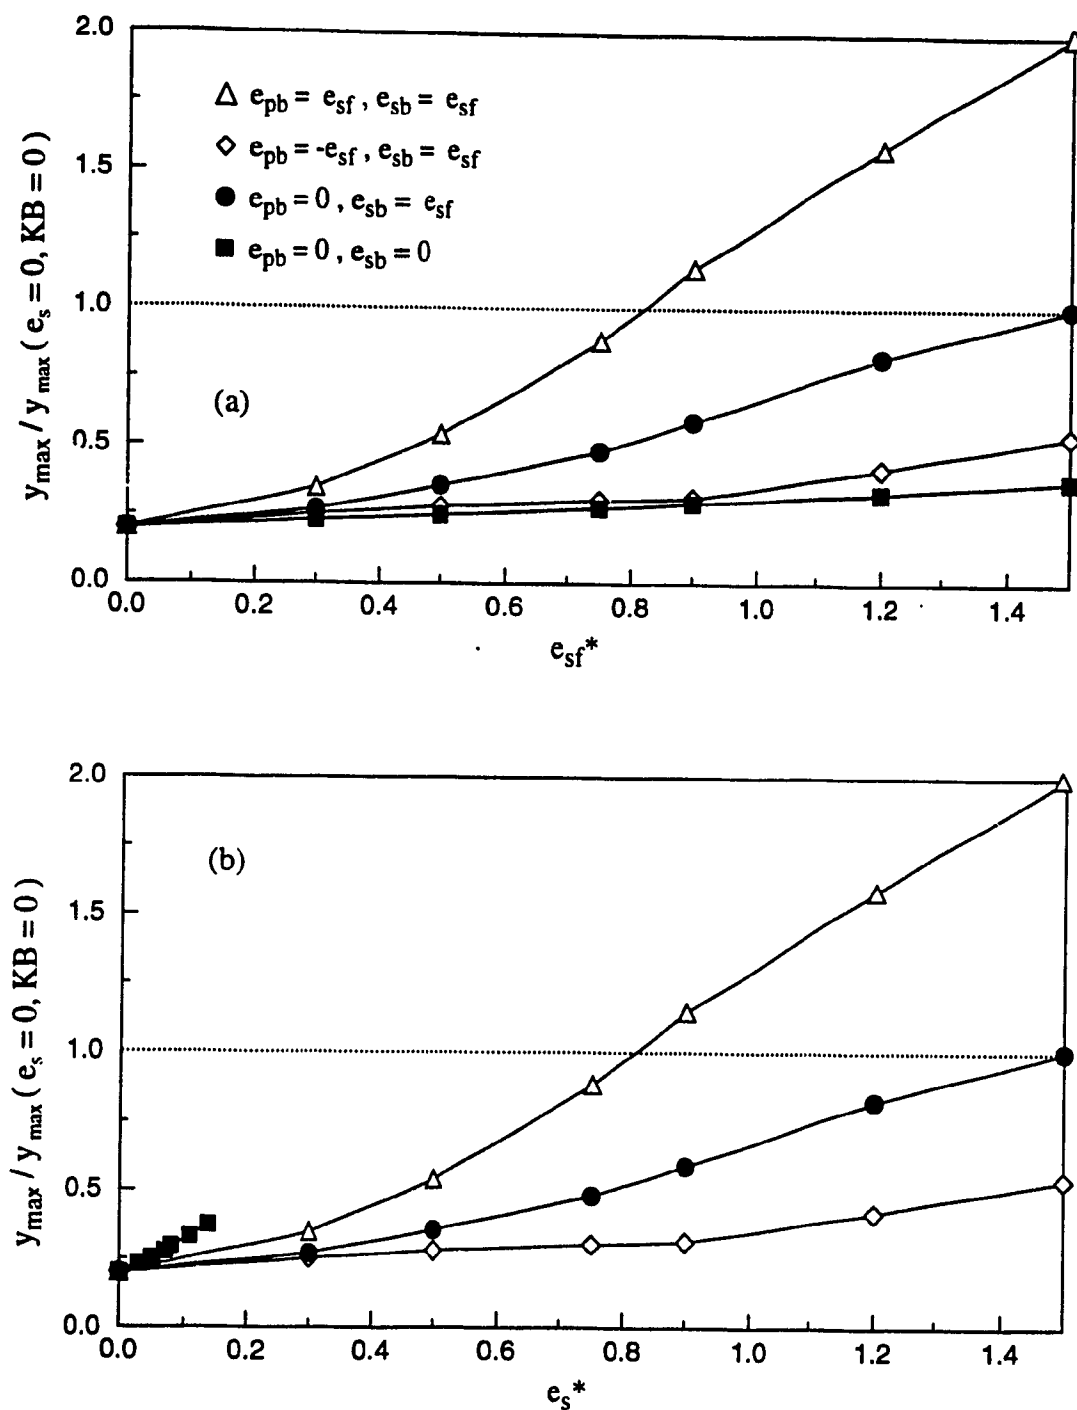 2.0
△ e_pb = e_sf , e_sb = e_sf
◇ e_pb = -e_sf , e_sb = e_sf
● e_pb = 0 , e_sb = e_sf
■ e_pb = 0 , e_sb = 0
1.5
1.0
(a)
0.5
0.0
y_max / y_max ( e_s = 0, KB = 0)
0.0 0.2 0.4 0.6 0.8 1.0 1.2 1.4
e_sf*
2.0
(b)
1.5
1.0
0.5
0.0
y_max / y_max ( e_s = 0, KB = 0)
0.0 0.2 0.4 0.6 0.8 1.0 1.2 1.4
e_s*